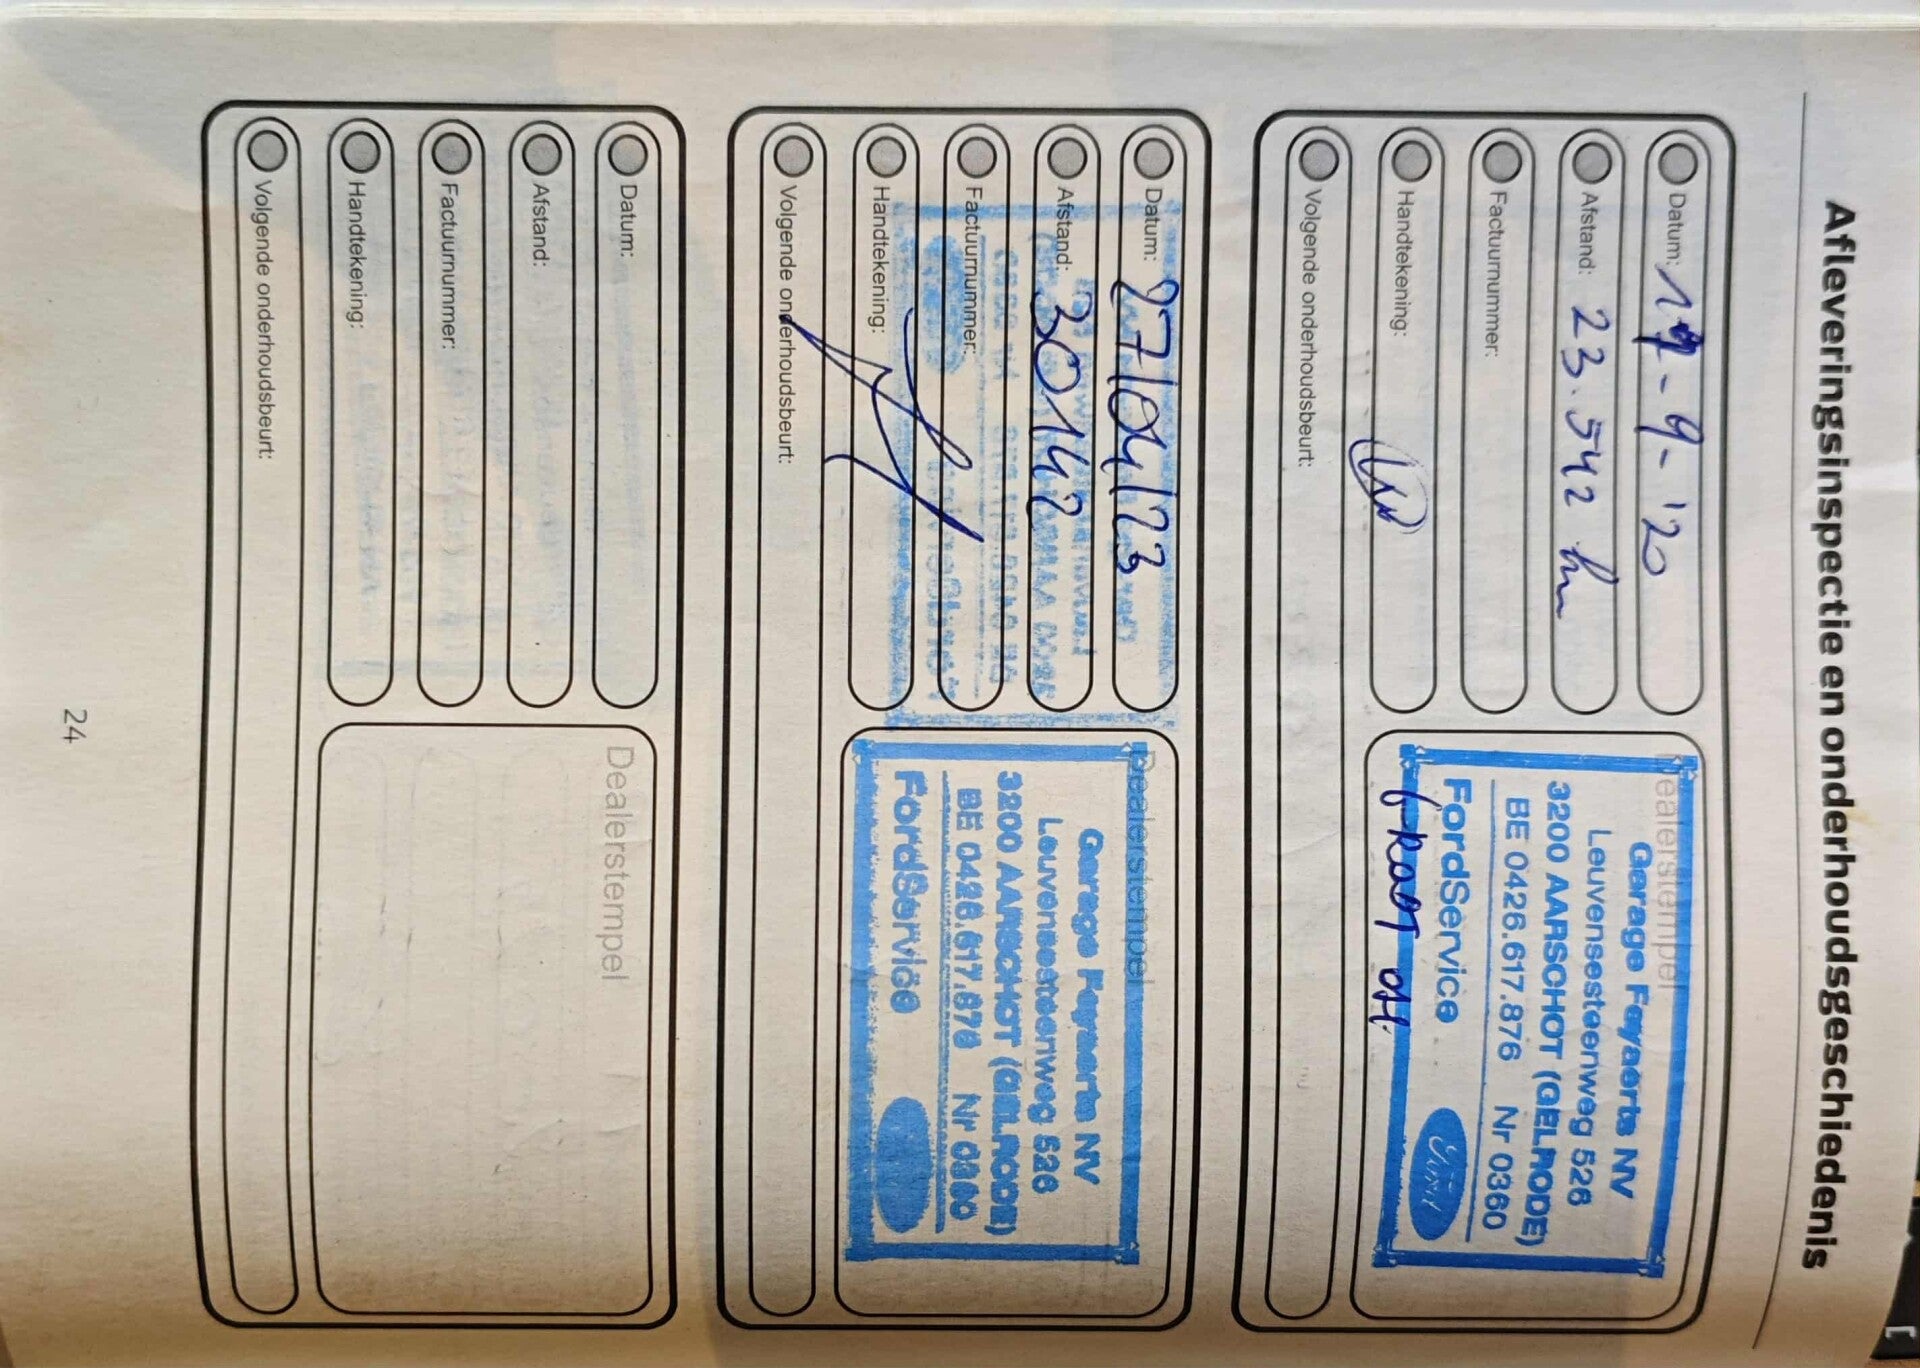 Afleveringsinspectie en onderhoudsgeschiedenis
Datum: - 9 - '20
Afstand: 23.542 km
Factuurnummer:
Handtekening:
Volgende onderhoudsbeurt:
Dealerstempel
Garage Feyaerts NV
Leuvensesteenweg 526
3200 AARSCHOT (GELRODE)
BE 0426.617.876 Nr 0360
FordService
Ford
groot OH.
Datum: 27/04/23
Afstand: 30142
Factuurnummer:
Handtekening:
Volgende onderhoudsbeurt:
Dealerstempel
Garage Feyaerts NV
Leuvensesteenweg 526
3200 AARSCHOT (GELRODE)
BE 0426.617.876 Nr 0360
FordService
Datum:
Afstand:
Factuurnummer:
Handtekening:
Volgende onderhoudsbeurt:
Dealerstempel
24